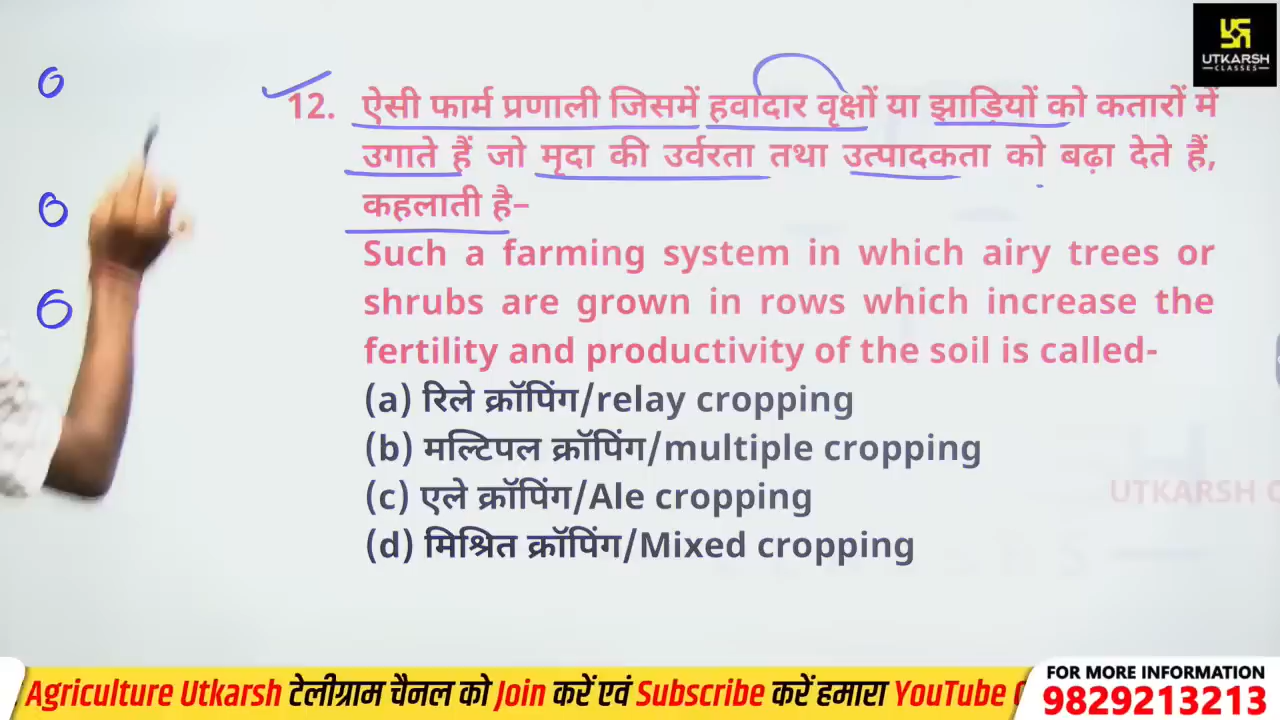 UTKARSH
CLASSES
12. ऐसी फार्म प्रणाली जिसमें हवादार वृक्षों या झाड़ियों को कतारों में
उगाते हैं जो मृदा की उर्वरता तथा उत्पादकता को बढ़ा देते हैं,
कहलाती है–
Such a farming system in which airy trees or
shrubs are grown in rows which increase the
fertility and productivity of the soil is called-
(a) रिले क्रॉपिंग/relay cropping
(b) मल्टिपल क्रॉपिंग/multiple cropping
(c) एले क्रॉपिंग/Ale cropping
UTKARSH C
(d) मिश्रित क्रॉपिंग/Mixed cropping
Agriculture Utkarsh टेलीग्राम चैनल को Join करें एवं Subscribe करें हमारा YouTube
FOR MORE INFORMATION
9829213213